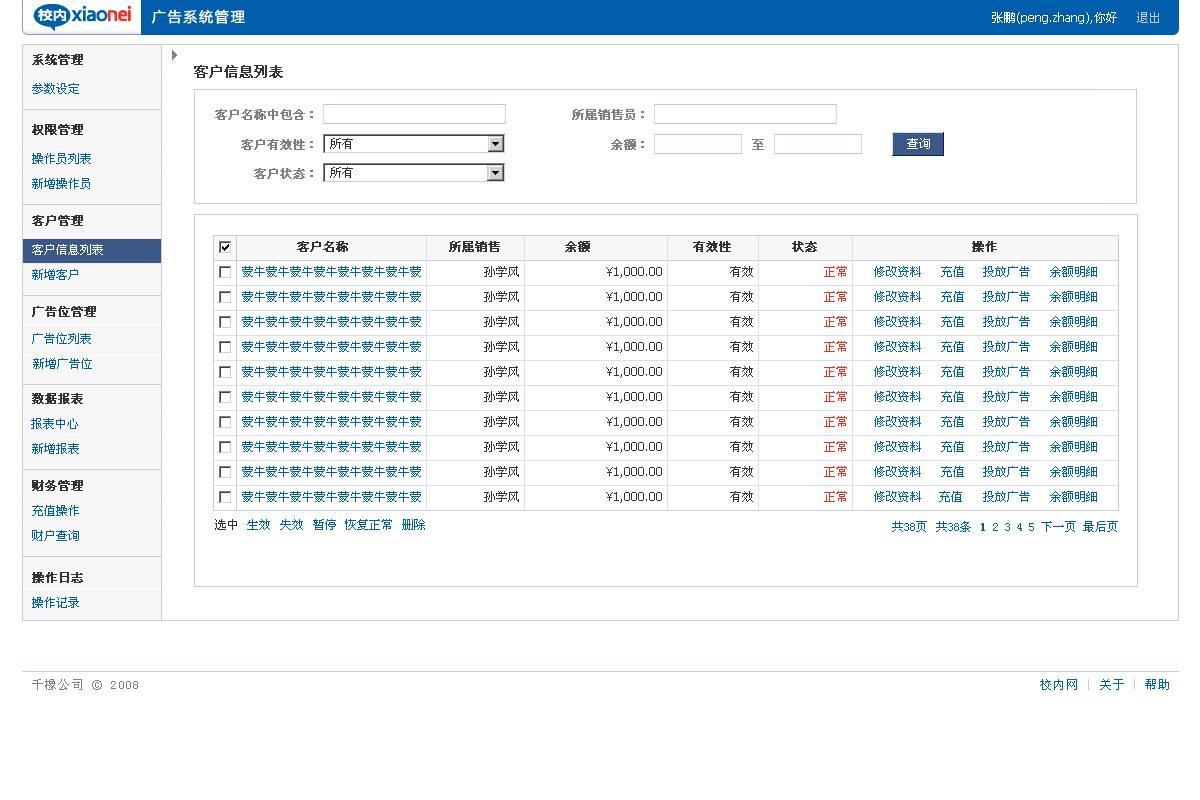 校内 xiaonei 广告系统管理 张鹏(peng.zhang),你好 退出
系统管理
参数设定
权限管理
操作员列表
新增操作员
客户管理
客户信息列表
新增客户
广告位管理
广告位列表
新增广告位
数据报表
报表中心
新增报表
财务管理
充值操作
财户查询
操作日志
操作记录
客户信息列表
客户名称中包含： 所属销售员：
客户有效性： 所有 余额： 至 查询
客户状态： 所有
客户名称 所属销售 余额 有效性 状态 操作
蒙牛蒙牛蒙牛蒙牛蒙牛蒙牛蒙牛蒙 孙学风 ¥1,000.00 有效 正常 修改资料 充值 投放广告 余额明细
蒙牛蒙牛蒙牛蒙牛蒙牛蒙牛蒙牛蒙 孙学风 ¥1,000.00 有效 正常 修改资料 充值 投放广告 余额明细
蒙牛蒙牛蒙牛蒙牛蒙牛蒙牛蒙牛蒙 孙学风 ¥1,000.00 有效 正常 修改资料 充值 投放广告 余额明细
蒙牛蒙牛蒙牛蒙牛蒙牛蒙牛蒙牛蒙 孙学风 ¥1,000.00 有效 正常 修改资料 充值 投放广告 余额明细
蒙牛蒙牛蒙牛蒙牛蒙牛蒙牛蒙牛蒙 孙学风 ¥1,000.00 有效 正常 修改资料 充值 投放广告 余额明细
蒙牛蒙牛蒙牛蒙牛蒙牛蒙牛蒙牛蒙 孙学风 ¥1,000.00 有效 正常 修改资料 充值 投放广告 余额明细
蒙牛蒙牛蒙牛蒙牛蒙牛蒙牛蒙牛蒙 孙学风 ¥1,000.00 有效 正常 修改资料 充值 投放广告 余额明细
蒙牛蒙牛蒙牛蒙牛蒙牛蒙牛蒙牛蒙 孙学风 ¥1,000.00 有效 正常 修改资料 充值 投放广告 余额明细
蒙牛蒙牛蒙牛蒙牛蒙牛蒙牛蒙牛蒙 孙学风 ¥1,000.00 有效 正常 修改资料 充值 投放广告 余额明细
蒙牛蒙牛蒙牛蒙牛蒙牛蒙牛蒙牛蒙 孙学风 ¥1,000.00 有效 正常 修改资料 充值 投放广告 余额明细
选中 生效 失效 暂停 恢复正常 删除 共38页 共38条 1 2 3 4 5 下一页 最后页
千橡公司 © 2008 校内网 | 关于 | 帮助